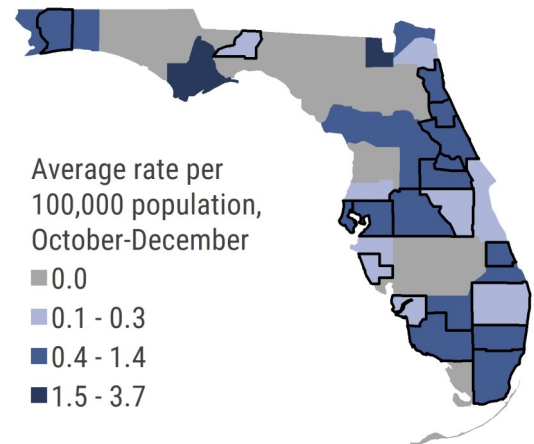 Average rate per
100,000 population,
October-December
0.0
0.1 - 0.3
0.4 - 1.4
1.5 - 3.7